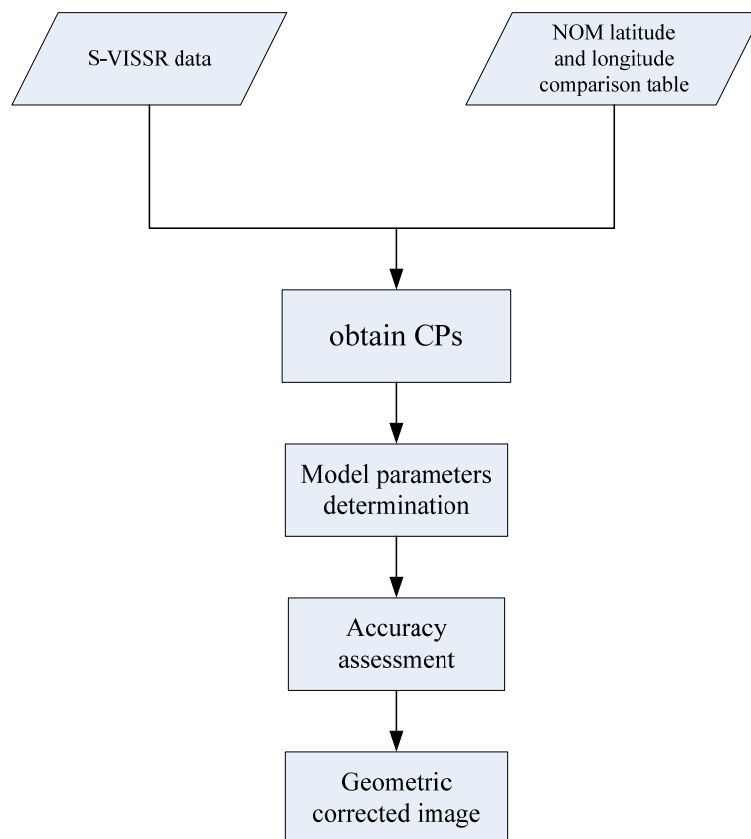 S-VISSR data
NOM latitude
and longitude
comparison table
obtain CPs
Model parameters
determination
Accuracy
assessment
Geometric
corrected image